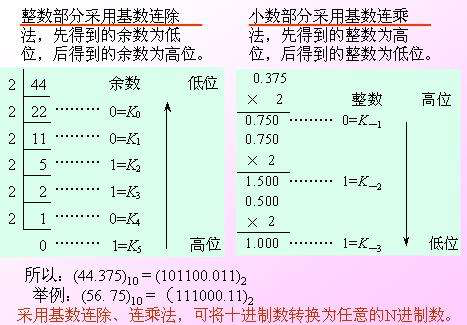 整数部分采用基数连除
法，先得到的余数为低
位，后得到的余数为高位。
2 44 余数 低位
2 22 ········ 0=K0
2 11 ········ 0=K1
2 5 ········ 1=K2
2 2 ········ 1=K3
2 1 ········ 0=K4
0 ········ 1=K5 高位
小数部分采用基数连乘
法，先得到的整数为高
位，后得到的整数为低位。
0.375
× 2 整数 高位
0.750 ········ 0=K−1
0.750
× 2
1.500 ········ 1=K−2
0.500
× 2
1.000 ········ 1=K−3 低位
所以：(44.375)10＝(101100.011)2
举例：(56. 75)10＝（111000.11)2
采用基数连除、连乘法，可将十进制数转换为任意的N进制数。